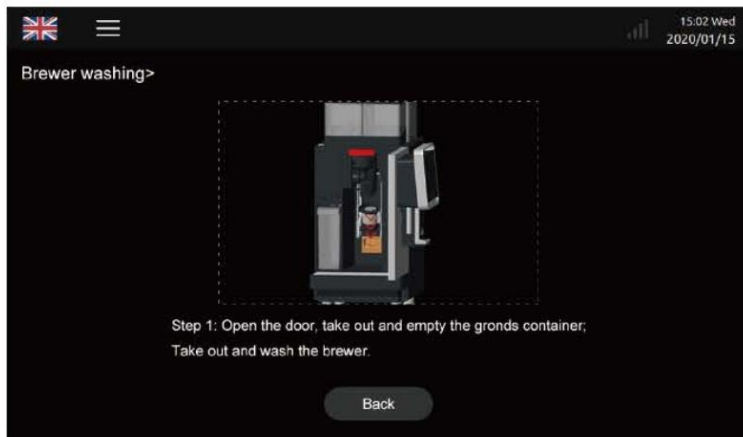 15:02 Wed
2020/01/15
Brewer washing>
Step 1: Open the door, take out and empty the gronds container;
Take out and wash the brewer.
Back